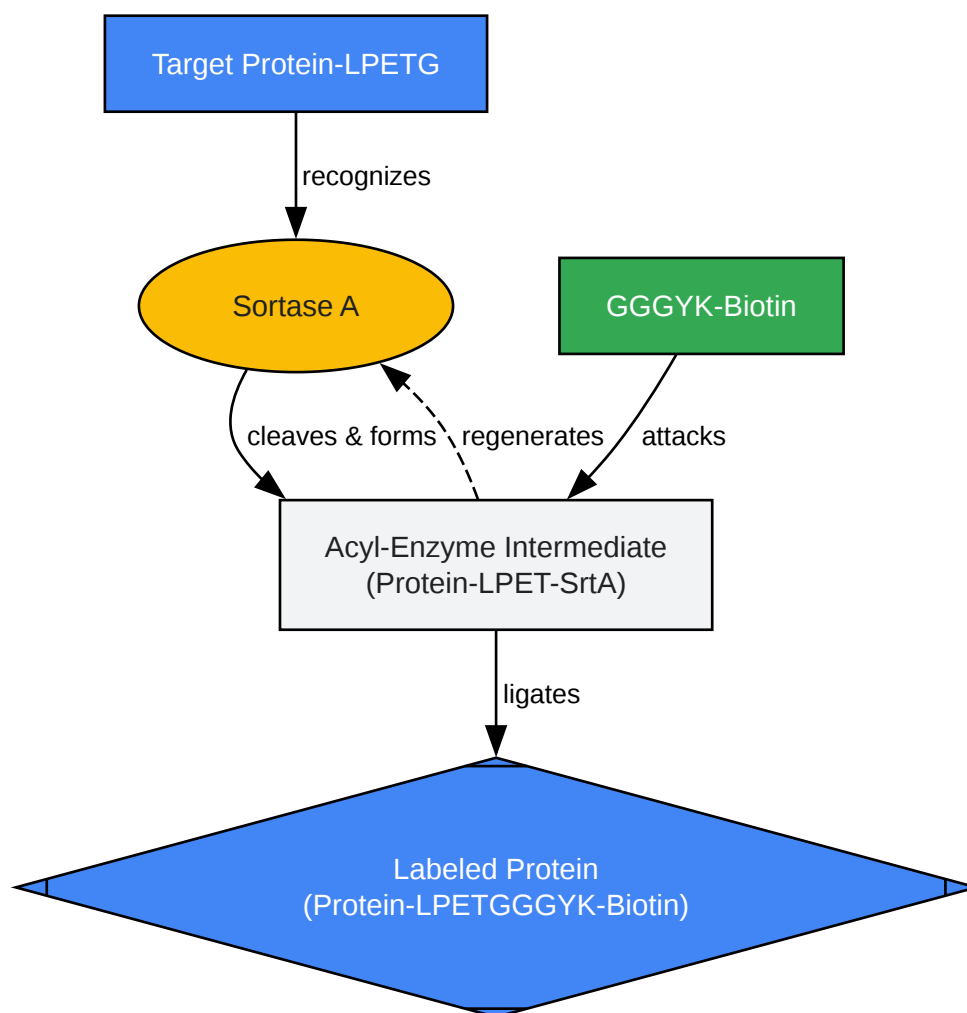 Target Protein-LPETG
recognizes
Sortase A
GGGYK-Biotin
cleaves & forms
regenerates
attacks
Acyl-Enzyme Intermediate
(Protein-LPET-SrtA)
ligates
Labeled Protein
(Protein-LPETGGGYK-Biotin)